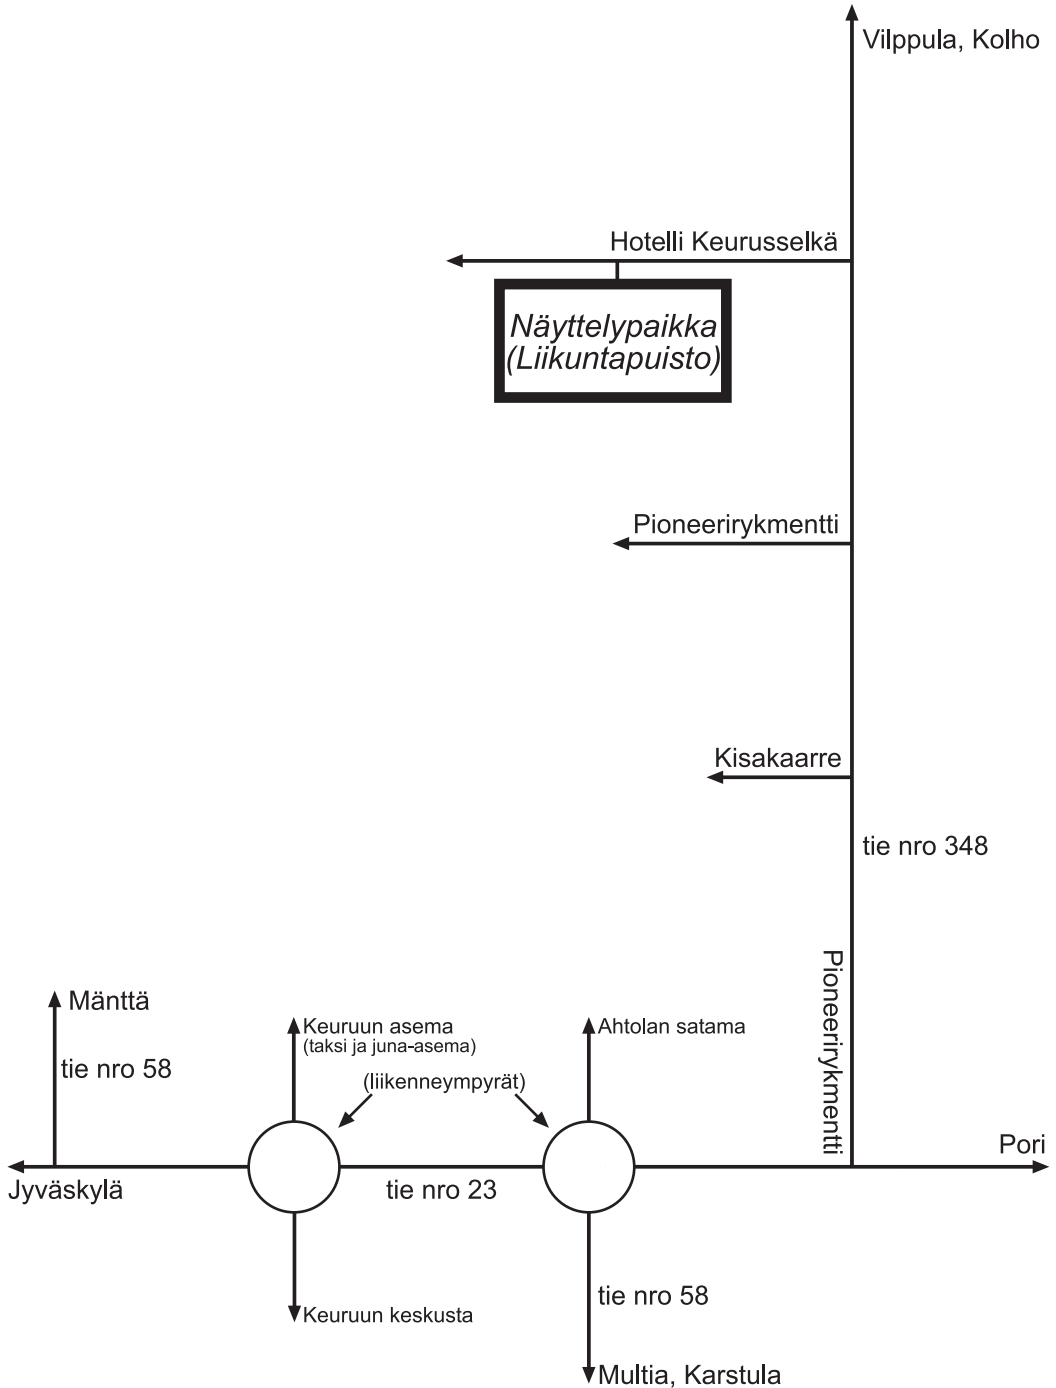 Vilppula, Kolho
Hotelli Keurusselkä
Näyttelypaikka
(Liikuntapuisto)
Pioneerirykmentti
Kisakaarre
tie nro 348
Pioneerirykmentti
Mänttä
tie nro 58
Keuruun asema
(taksi ja juna-asema)
Ahtolan satama
(liikenneympyrät)
Pori
Jyväskylä
tie nro 23
Keuruun keskusta
tie nro 58
Multia, Karstula